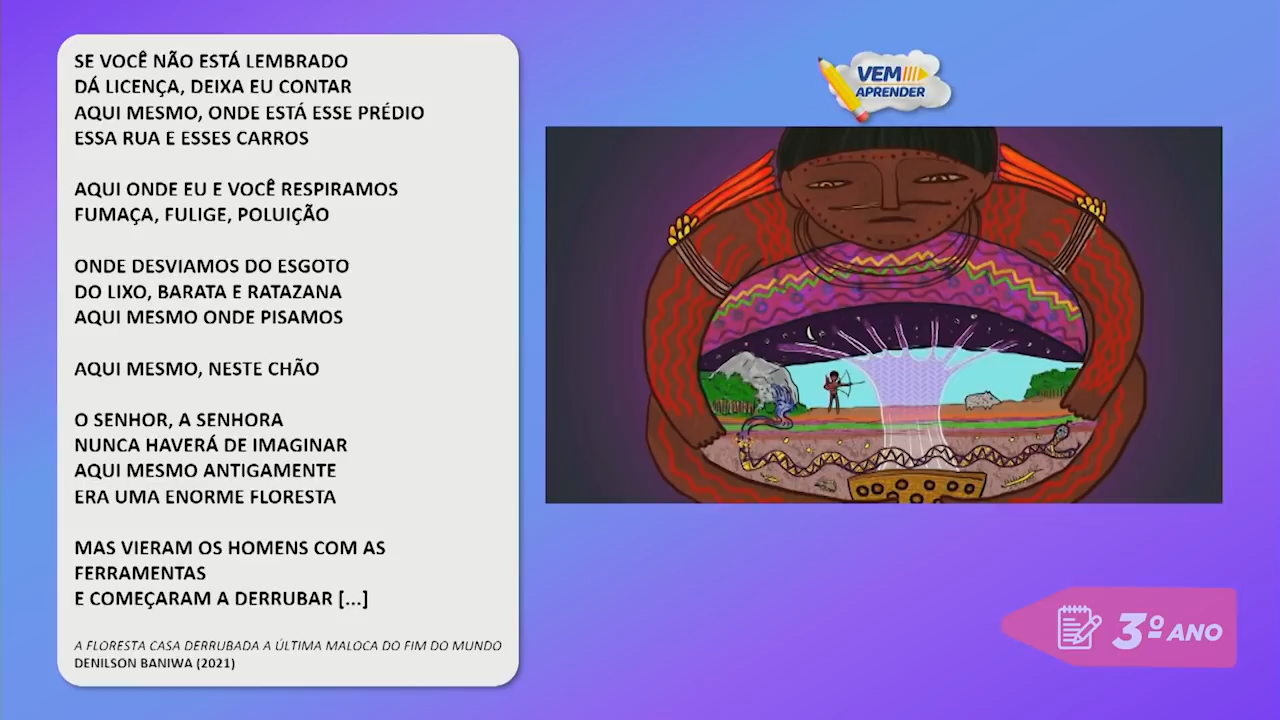 SE VOCÊ NÃO ESTÁ LEMBRADO
DÁ LICENÇA, DEIXA EU CONTAR
AQUI MESMO, ONDE ESTÁ ESSE PRÉDIO
ESSA RUA E ESSES CARROS
AQUI ONDE EU E VOCÊ RESPIRAMOS
FUMAÇA, FULIGE, POLUIÇÃO
ONDE DESVIAMOS DO ESGOTO
DO LIXO, BARATA E RATAZANA
AQUI MESMO ONDE PISAMOS
AQUI MESMO, NESTE CHÃO
O SENHOR, A SENHORA
NUNCA HAVERÁ DE IMAGINAR
AQUI MESMO ANTIGAMENTE
ERA UMA ENORME FLORESTA
MAS VIERAM OS HOMENS COM AS
FERRAMENTAS
E COMEÇARAM A DERRUBAR [...]
A FLORESTA CASA DERRUBADA A ÚLTIMA MALOCA DO FIM DO MUNDO
DENILSON BANIWA (2021)
VEM
APRENDER
3º ANO